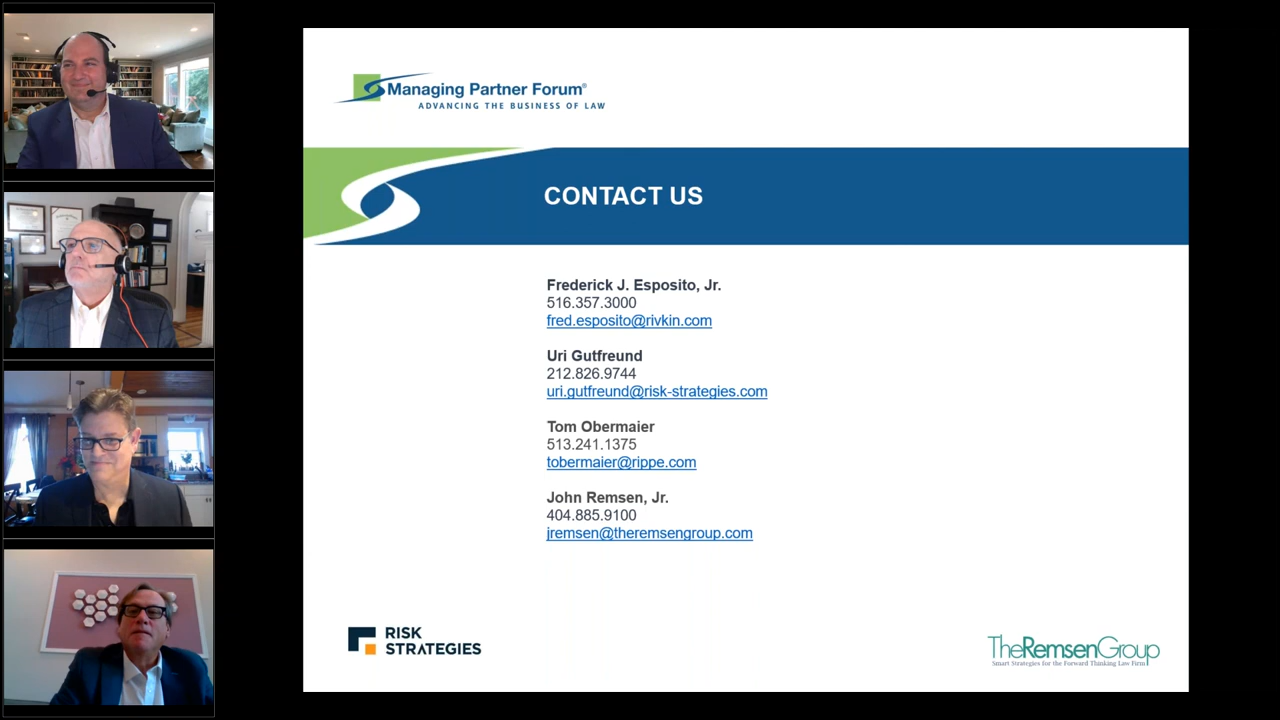 Managing Partner Forum®
ADVANCING THE BUSINESS OF LAW
CONTACT US
Frederick J. Esposito, Jr.
516.357.3000
fred.esposito@rivkin.com
Uri Gutfreund
212.826.9744
uri.gutfreund@risk-strategies.com
Tom Obermaier
513.241.1375
tobermaier@rippe.com
John Remsen, Jr.
404.885.9100
jremsen@theremsengroup.com
RISK
STRATEGIES
TheRemsenGroup
Smart Strategies for the Forward Thinking Law Firm